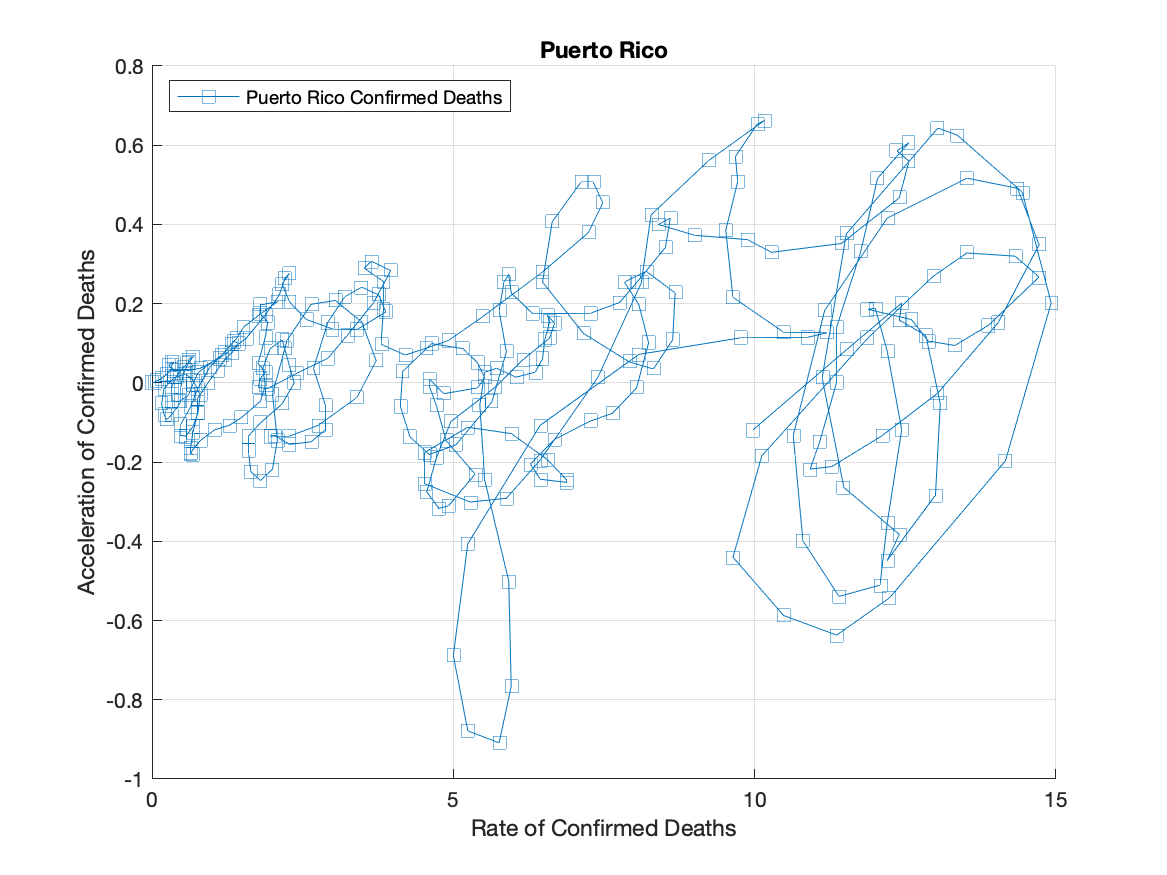 Puerto Rico
Puerto Rico Confirmed Deaths
0.8
0.6
0.4
0.2
0
-0.2
-0.4
-0.6
-0.8
-1
Acceleration of Confirmed Deaths
0 5 10 15
Rate of Confirmed Deaths